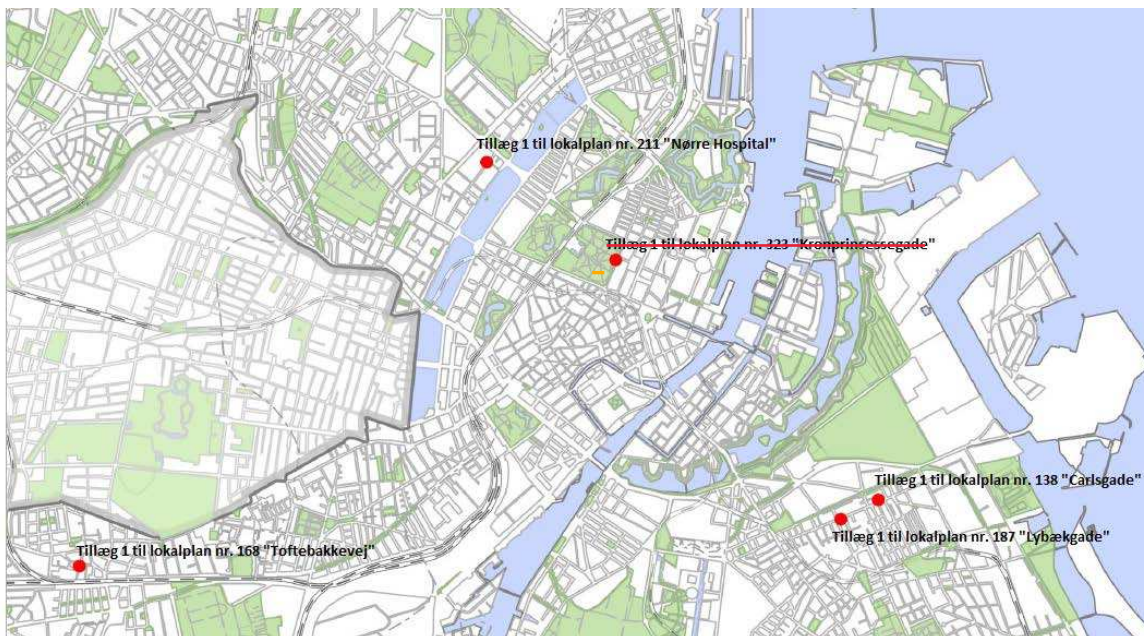 Tillæg 1 til lokalplan nr. 211 "Nørre Hospital"
Tillæg 1 til lokalplan nr. 323 "Kronprinsessegade"
Tillæg 1 til lokalplan nr. 138 "Carlsgade"
Tillæg 1 til lokalplan nr. 187 "Lybækgade"
Tillæg 1 til lokalplan nr. 168 "Toftebakkevej"